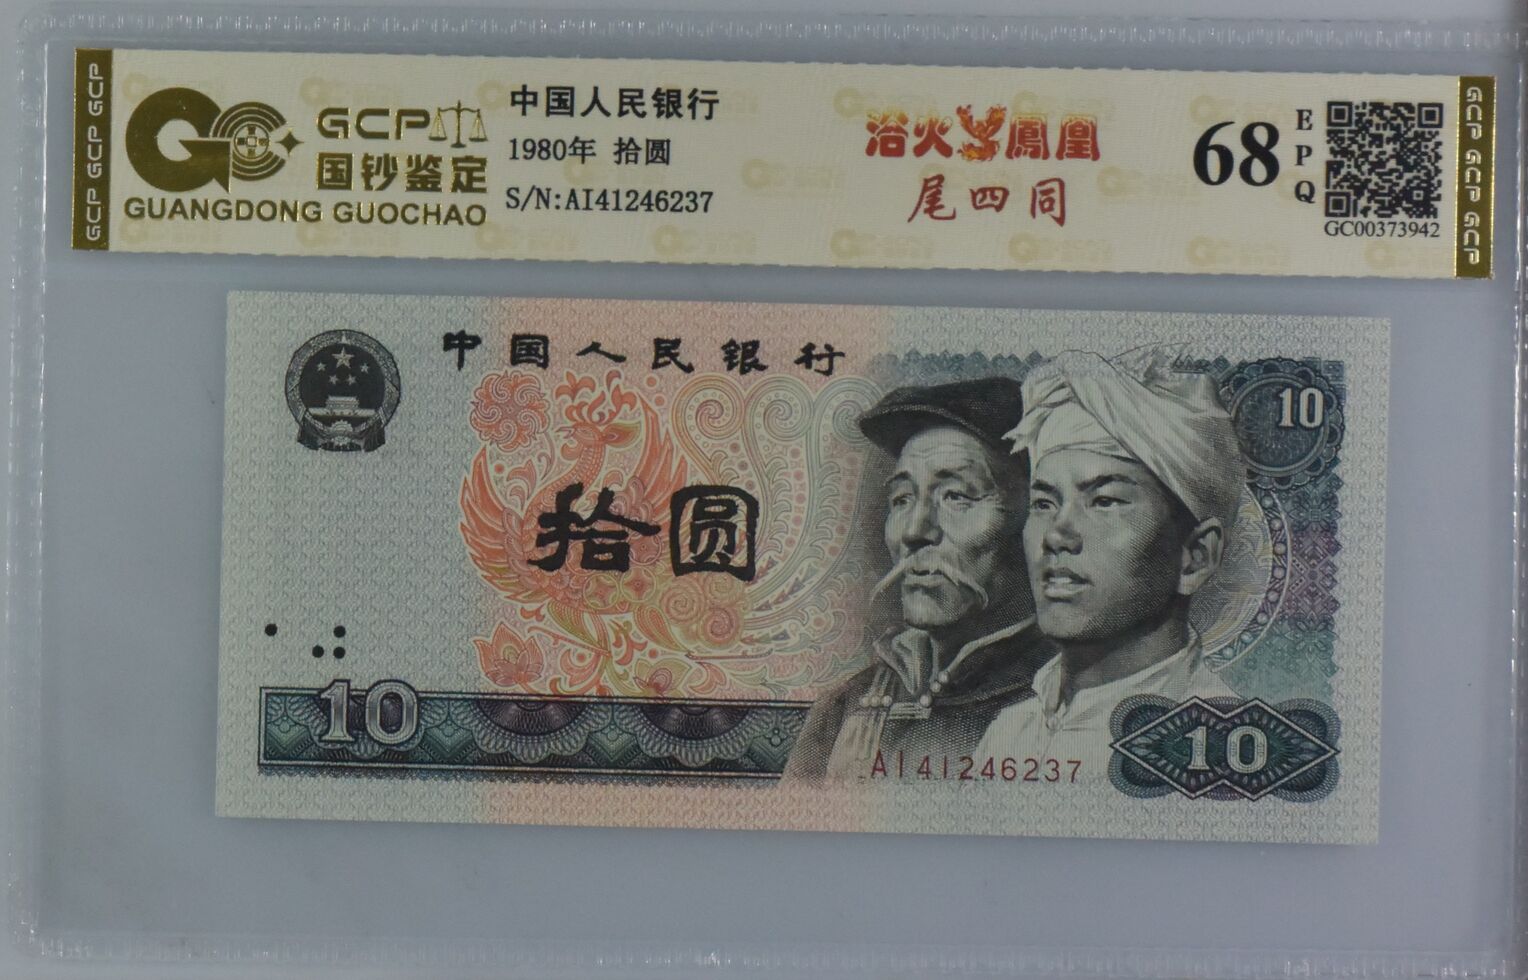 GCP GCP GCP
GCP
国钞鉴定
GUANGDONG GUOCHAO
中国人民银行
1980年 拾圆
S/N:AI41246237
浴火鳳凰
尾四同
68
EPQ
GC00373942
GCP GCP GCP
中国人民银行
10
拾圆
10
AI41246237
10